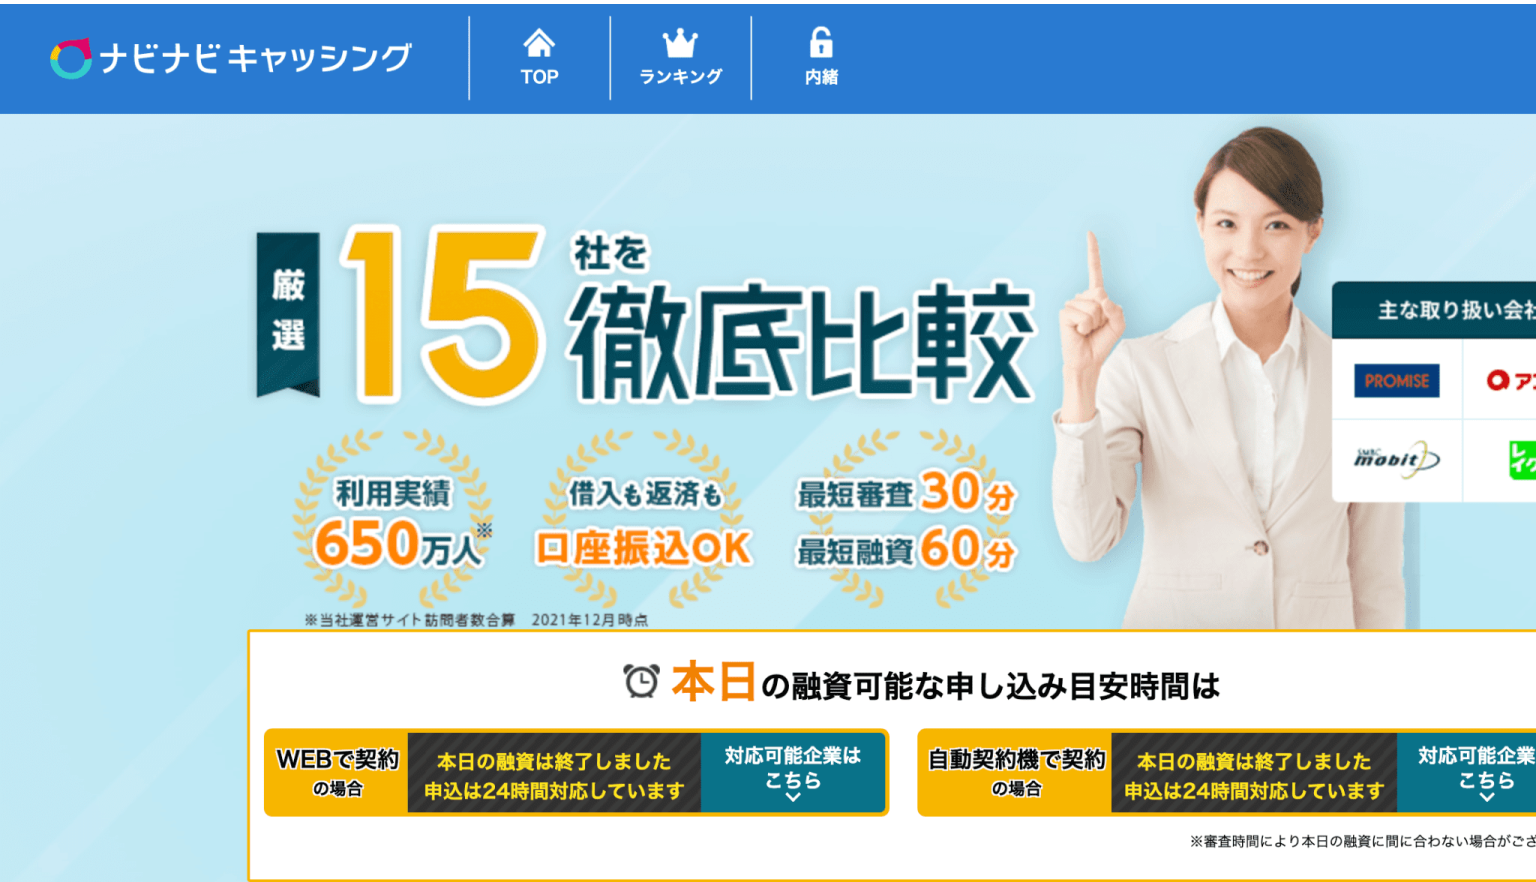 ナビナビキャッシング
TOP
ランキング
内緒
厳選
15社を
徹底比較
利用実績
650万人※
借入も返済も
口座振込OK
最短審査30分
最短融資60分
※当社運営サイト訪問者数合算 2021年12月時点
主な取り扱い会社
PROMISE
SMBC mobit
レイク
本日の融資可能な申し込み目安時間は
WEBで契約
の場合
本日の融資は終了しました
申込は24時間対応しています
対応可能企業は
こちら
自動契約機で契約
の場合
本日の融資は終了しました
申込は24時間対応しています
対応可能企業
こちら
※審査時間により本日の融資に間に合わない場合がござ